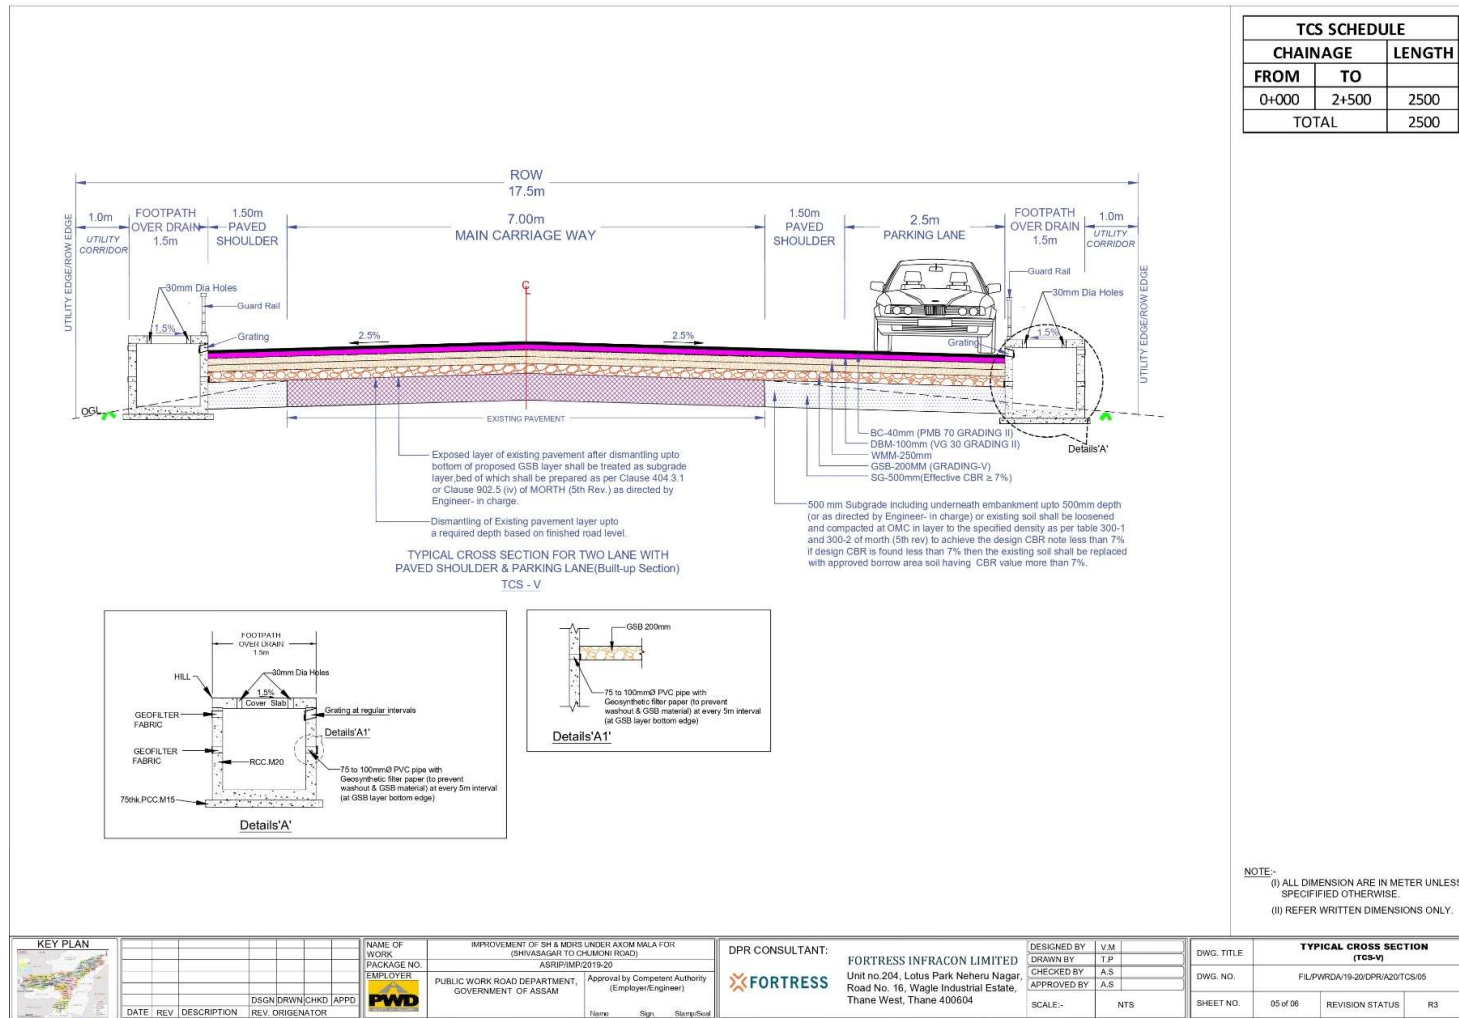 TCS SCHEDULE
CHAINAGE LENGTH
FROM TO
0+000 2+500 2500
TOTAL 2500
ROW
17.5m
UTILITY EDGE/ROW EDGE
1.0m
UTILITY
CORRIDOR
FOOTPATH
OVER DRAIN
1.5m
1.50m
PAVED
SHOULDER
7.00m
MAIN CARRIAGE WAY
1.50m
PAVED
SHOULDER
2.5m
PARKING LANE
FOOTPATH
OVER DRAIN
1.5m
1.0m
UTILITY
CORRIDOR
UTILITY EDGE/ROW EDGE
30mm Dia Holes
Guard Rail
1.5%
Grating
2.5%
CL
2.5%
Guard Rail
30mm Dia Holes
1.5%
Grating
OGL
EXISTING PAVEMENT
BC-40mm (PMB 70 GRADING II)
DBM-100mm (VG 30 GRADING II)
WMM-250mm
GSB-200MM (GRADING-V)
SG-500mm(Effective CBR ≥ 7%)
Details'A'
Exposed layer of existing pavement after dismantling upto
bottom of proposed GSB layer shall be treated as subgrade
layer,bed of which shall be prepared as per Clause 404.3.1
or Clause 902.5 (iv) of MORTH (5th Rev.) as directed by
Engineer- in charge.
Dismantling of Existing pavement layer upto
a required depth based on finished road level.
500 mm Subgrade including underneath embankment upto 500mm depth
(or as directed by Engineer- in charge) or existing soil shall be loosened
and compacted at OMC in layer to the specified density as per table 300-1
and 300-2 of morth (5th rev) to achieve the design CBR note less than 7%
if design CBR is found less than 7% then the existing soil shall be replaced
with approved borrow area soil having CBR value more than 7%.
TYPICAL CROSS SECTION FOR TWO LANE WITH
PAVED SHOULDER & PARKING LANE(Built-up Section)
TCS - V
FOOTPATH
OVER DRAIN
1.5m
HILL
30mm Dia Holes
1.5%
Cover Slab
GEOFILTER
FABRIC
Grating at regular intervals
Details'A1'
GEOFILTER
FABRIC
RCC.M20
75 to 100mmØ PVC pipe with
Geosynthetic filter paper (to prevent
washout & GSB material) at every 5m interval
(at GSB layer bottom edge)
75thk.PCC.M15
Details'A'
GSB 200mm
75 to 100mmØ PVC pipe with
Geosynthetic filter paper (to prevent
washout & GSB material) at every 5m interval
(at GSB layer bottom edge)
Details'A1'
NOTE:-
(I) ALL DIMENSION ARE IN METER UNLESS
SPECIFIFIED OTHERWISE.
(II) REFER WRITTEN DIMENSIONS ONLY.
KEY PLAN
DSGN DRWN CHKD APPD
DATE REV DESCRIPTION REV. ORIGENATOR
NAME OF
WORK
IMPROVEMENT OF SH & MDRS UNDER AXOM MALA FOR
(SHIVASAGAR TO CHUMONI ROAD)
PACKAGE NO. ASRIP/IMP/2019-20
EMPLOYER
PWD
PUBLIC WORK ROAD DEPARTMENT,
GOVERNMENT OF ASSAM
Approval by Competent Authority
(Employer/Engineer)
Name Sign Stamp/Seal
DPR CONSULTANT:
FORTRESS
FORTRESS INFRACON LIMITED
Unit no.204, Lotus Park Neheru Nagar,
Road No. 16, Wagle Industrial Estate,
Thane West, Thane 400604
DESIGNED BY V.M
DRAWN BY T.P
CHECKED BY A.S
APPROVED BY A.S
SCALE:- NTS
DWG. TITLE TYPICAL CROSS SECTION
(TCS-V)
DWG. NO. FIL/PWRDA/19-20/DPR/A20/TCS/05
SHEET NO. 05 of 06 REVISION STATUS R3